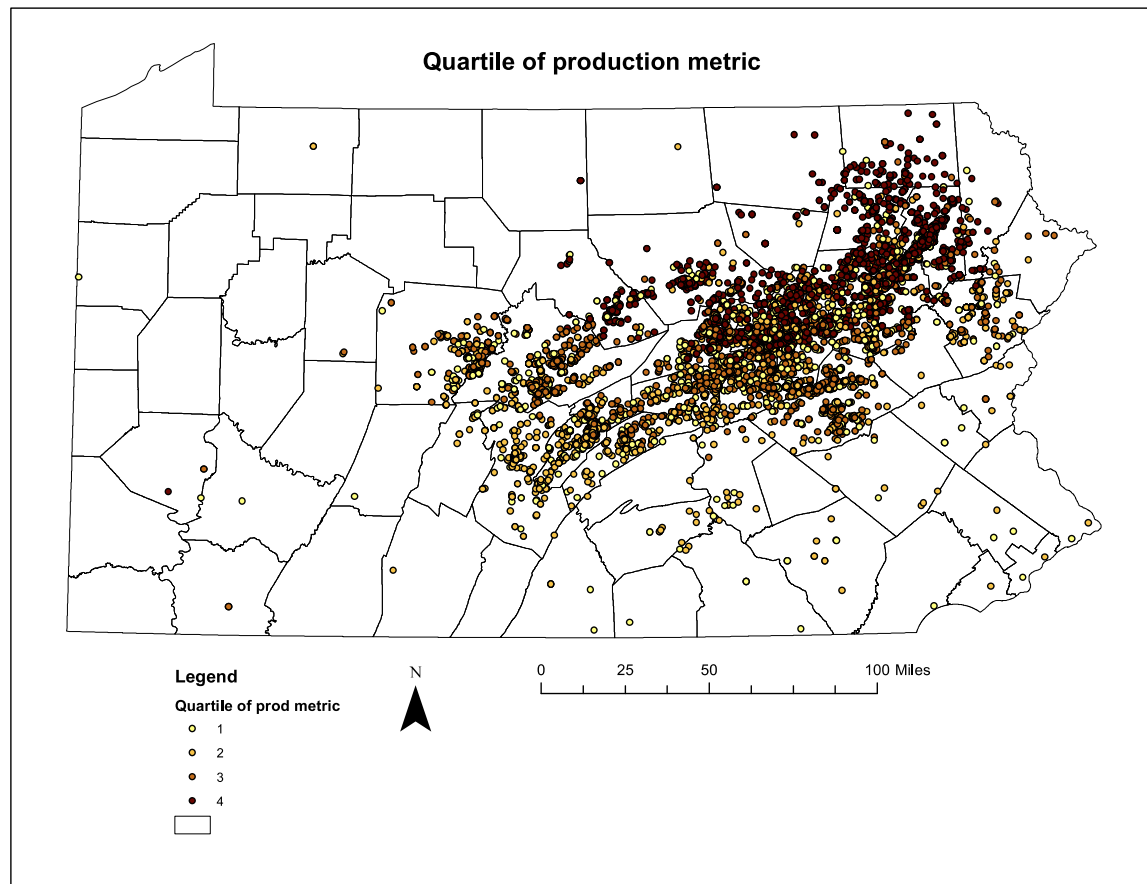 Quartile of production metric
Legend
Quartile of prod metric
1
2
3
4
N
0 25 50 100 Miles